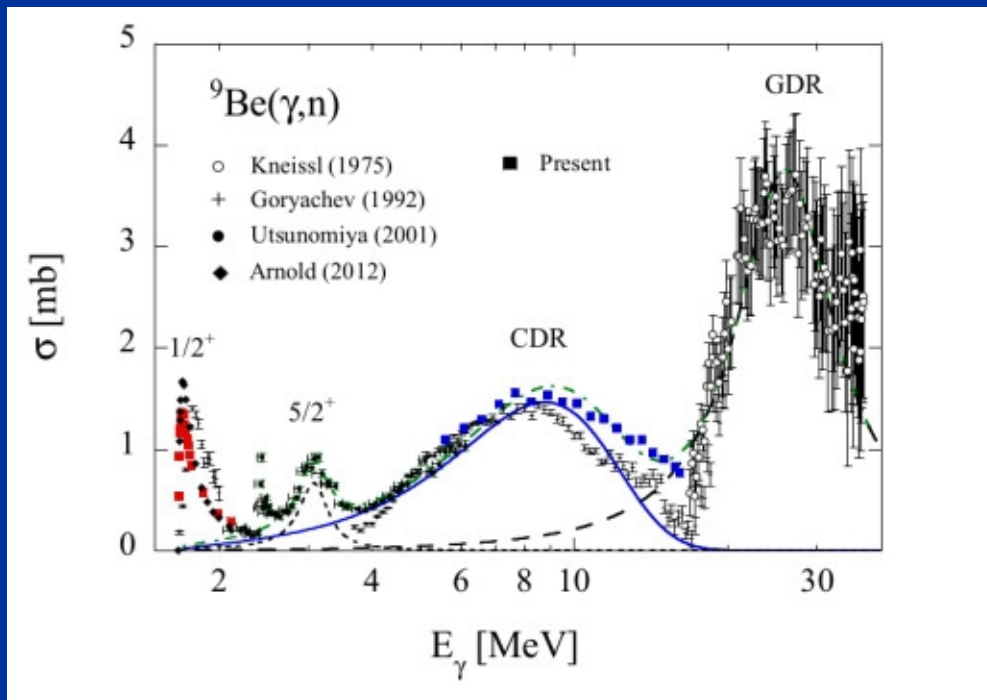 ⁹Be(γ,n)
Kneissl (1975)
Goryachev (1992)
Utsunomiya (2001)
Arnold (2012)
Present
GDR
CDR
1/2⁺
5/2⁺
σ [mb]
5
4
3
2
1
0
2 4 6 8 10 30
E_γ [MeV]